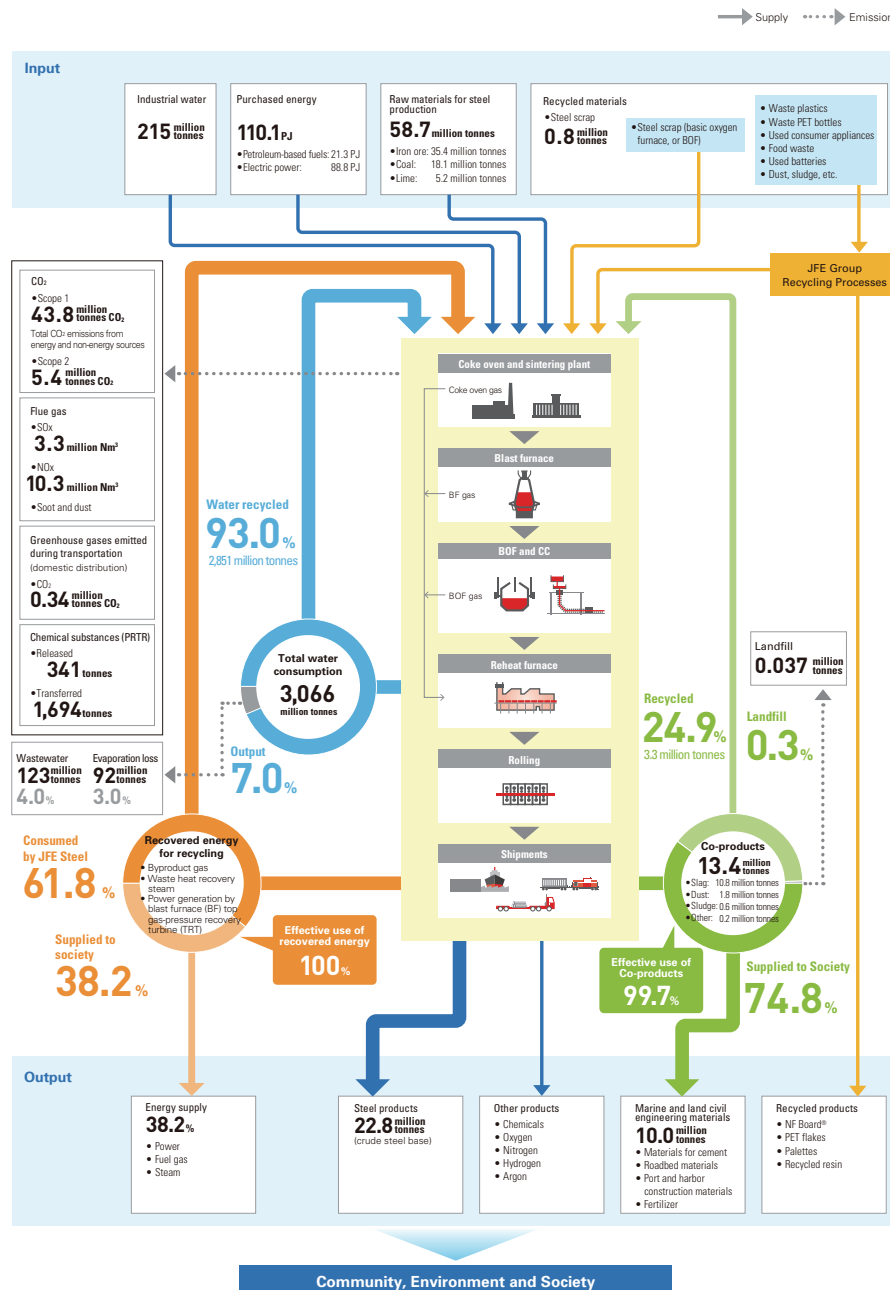 Supply
Emission
Input
Industrial water
215 million tonnes
Purchased energy
110.1 PJ
•Petroleum-based fuels: 21.3 PJ
•Electric power: 88.8 PJ
Raw materials for steel
production
58.7 million tonnes
•Iron ore: 35.4 million tonnes
•Coal: 18.1 million tonnes
•Lime: 5.2 million tonnes
Recycled materials
•Steel scrap
0.8 million tonnes
•Steel scrap (basic oxygen
furnace, or BOF)
• Waste plastics
• Waste PET bottles
• Used consumer appliances
• Food waste
• Used batteries
• Dust, sludge, etc.
JFE Group
Recycling Processes
CO₂
•Scope 1
43.8 million tonnes CO₂
Total CO² emissions from
energy and non-energy sources
•Scope 2
5.4 million tonnes CO₂
Flue gas
•SOx
3.3 million Nm³
•NOx
10.3 million Nm³
•Soot and dust
Greenhouse gases emitted
during transportation
(domestic distribution)
•CO₂
0.34 million tonnes CO₂
Chemical substances (PRTR)
•Released
341 tonnes
•Transferred
1,694 tonnes
Wastewater
123 million tonnes
4.0%
Evaporation loss
92 million tonnes
3.0%
Water recycled
93.0%
2,851 million tonnes
Total water
consumption
3,066
million tonnes
Output
7.0%
Coke oven and sintering plant
Coke oven gas
Blast furnace
BF gas
BOF and CC
BOF gas
Reheat furnace
Rolling
Shipments
Recycled
24.9%
3.3 million tonnes
Landfill
0.3%
Landfill
0.037 million tonnes
Consumed
by JFE Steel
61.8 %
Supplied to
society
38.2 %
Recovered energy
for recycling
• Byproduct gas
• Waste heat recovery
steam
• Power generation by
blast furnace (BF) top
gas-pressure recovery
turbine (TRT)
Effective use of
recovered energy
100%
Co-products
13.4 million tonnes
•Slag: 10.8 million tonnes
•Dust: 1.8 million tonnes
•Sludge: 0.6 million tonnes
•Other: 0.2 million tonnes
Effective use of
Co-products
99.7%
Supplied to Society
74.8%
Output
Energy supply
38.2%
• Power
• Fuel gas
• Steam
Steel products
22.8 million tonnes
(crude steel base)
Other products
• Chemicals
• Oxygen
• Nitrogen
• Hydrogen
• Argon
Marine and land civil
engineering materials
10.0 million tonnes
• Materials for cement
• Roadbed materials
• Port and harbor
construction materials
• Fertilizer
Recycled products
• NF Board®
• PET flakes
• Palettes
• Recycled resin
Community, Environment and Society